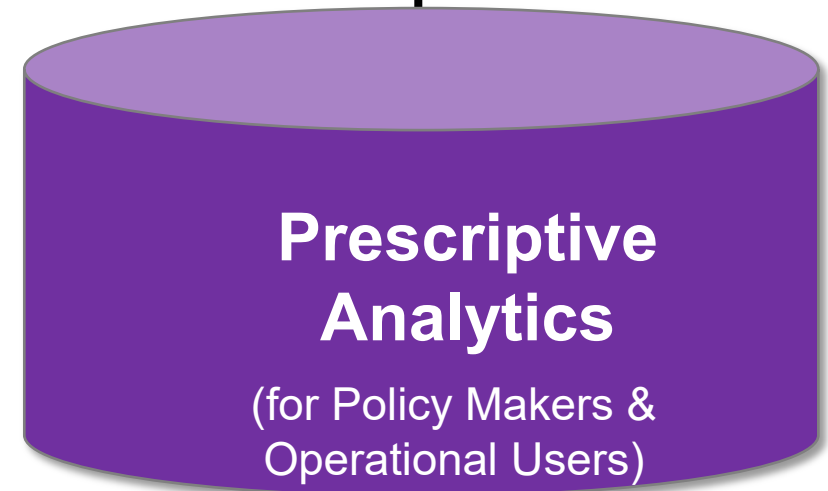 Prescriptive
Analytics
(for Policy Makers &
Operational Users)